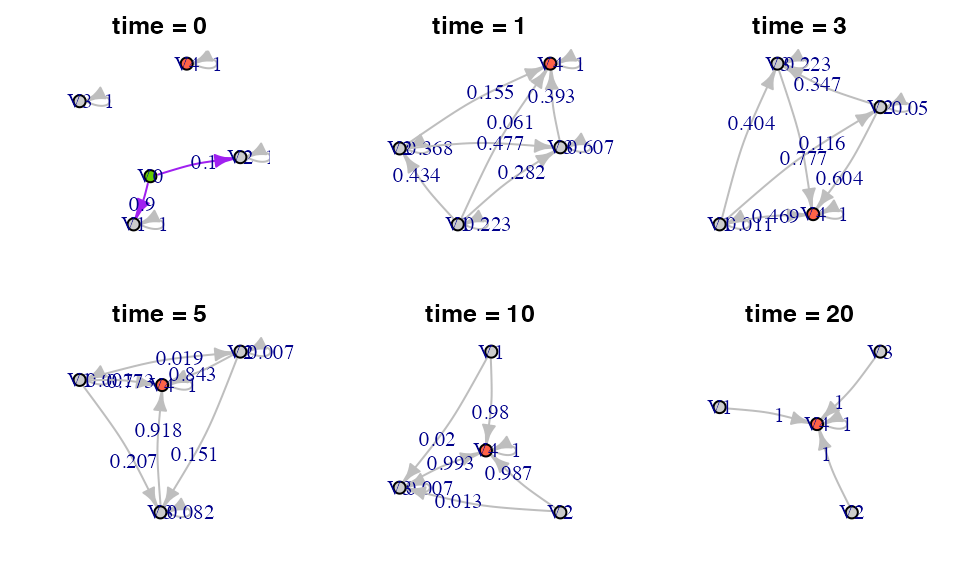 time = 0
V4 1
V3 1
V2 1
0.1
V0
0.9
V1 1
time = 1
V4 1
0.155
0.393
0.061
V2 0.368
0.477
V3 0.607
0.434
0.282
V1 0.223
time = 3
V3 0.223
0.347
V2 0.05
0.404
0.116
0.777
0.604
V1 0.011
0.469
V4 1
time = 5
V2 0.007
0.019
0.843
V1
0.773
V4 1
0.918
0.151
0.207
V3 0.082
time = 10
V1
0.98
0.02
V4 1
0.993
0.987
V3 0.007
0.013
V2
time = 20
V3
V1
1
1
V4 1
1
V2